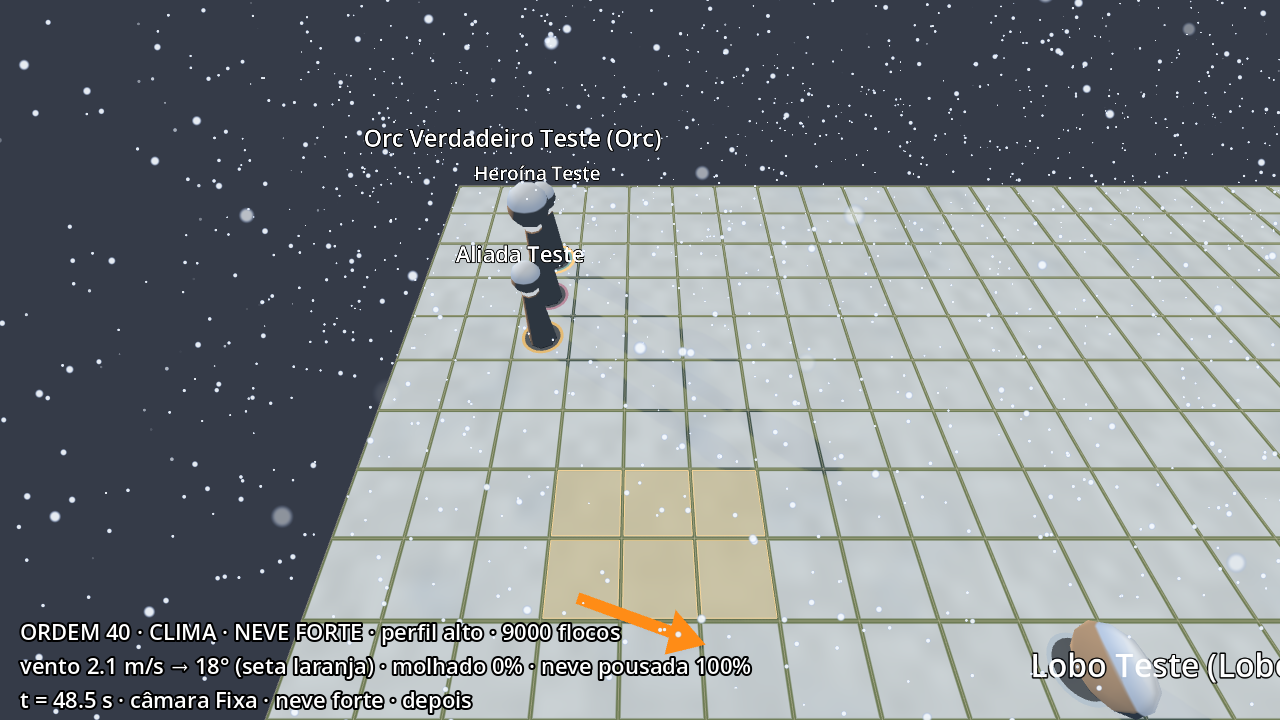 Orc Verdadeiro Teste (Orc)
Heroína Teste
Aliada Teste
ORDEM 40 · CLIMA · NEVE FORTE · perfil alto · 9000 flocos
vento 2.1 m/s → 18° (seta laranja) · molhado 0% · neve pousada 100%
Lobo Teste (Lobo
t = 48.5 s · câmara Fixa · neve forte · depois